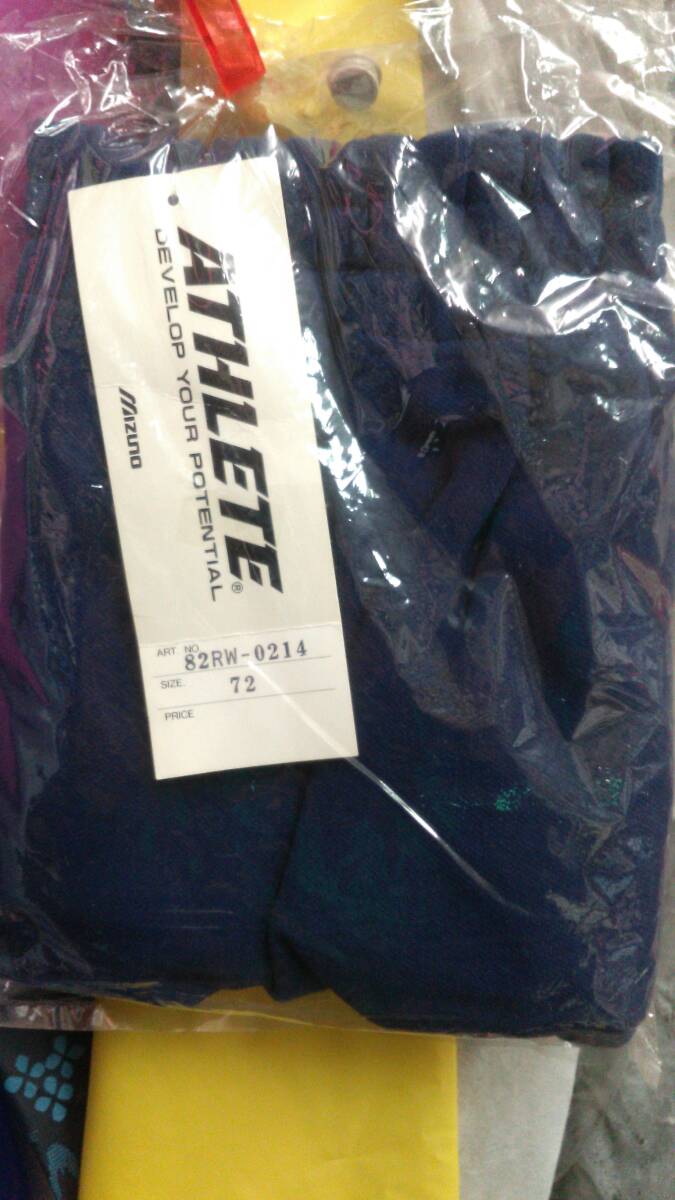 ATHLETE®
DEVELOP YOUR POTENTIAL
Mizuno
ART NO. 82RW-0214
SIZE. 72
PRICE